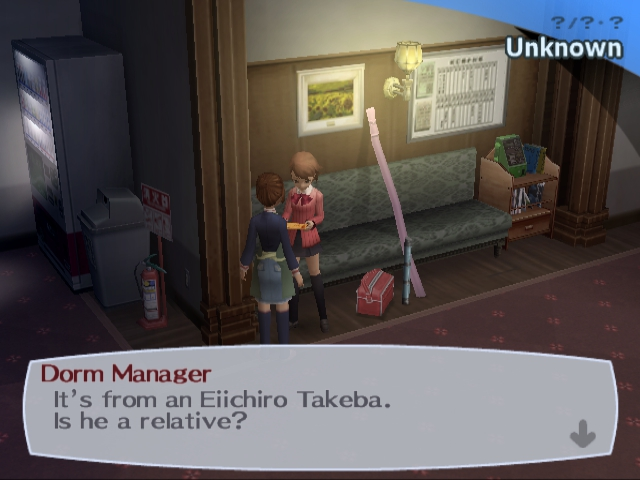 ?/?・?
Unknown
Dorm Manager
It's from an Eiichiro Takeba.
Is he a relative?